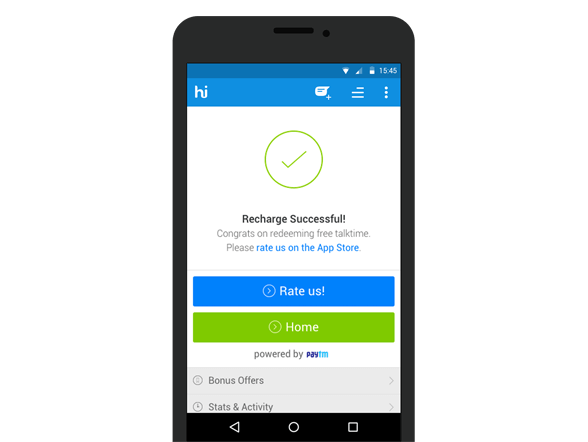 15:45
hi
Recharge Successful!
Congrats on redeeming free talktime.
Please rate us on the App Store.
Rate us!
Home
powered by paytm
Bonus Offers
Stats & Activity